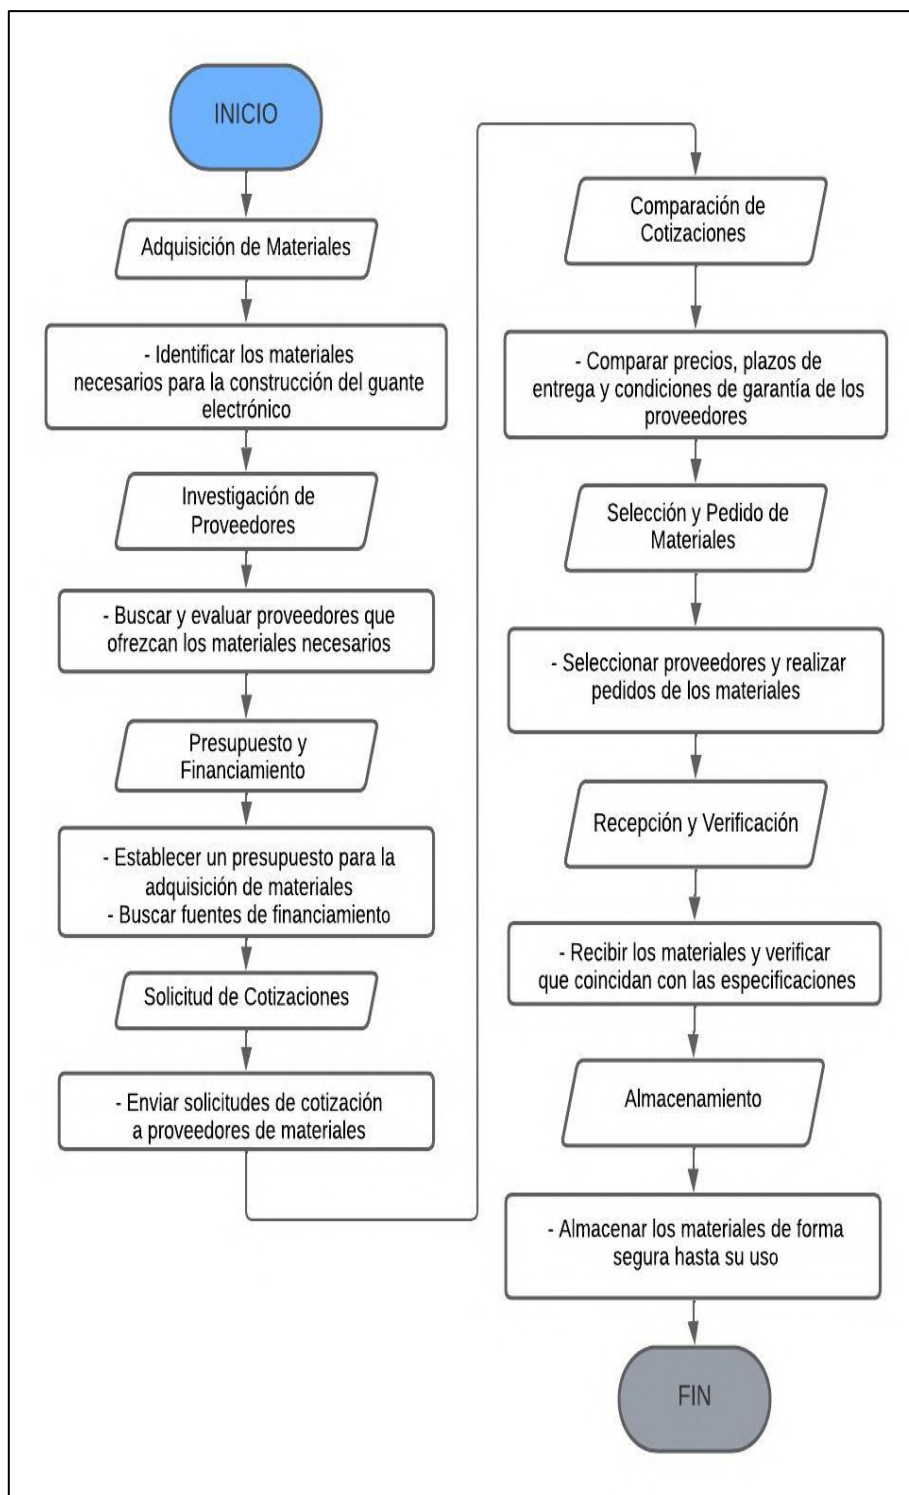 INICIO
Adquisición de Materiales
- Identificar los materiales
necesarios para la construcción del guante
electrónico
Investigación de
Proveedores
- Buscar y evaluar proveedores que
ofrezcan los materiales necesarios
Presupuesto y
Financiamiento
- Establecer un presupuesto para la
adquisición de materiales
- Buscar fuentes de financiamiento
Solicitud de Cotizaciones
- Enviar solicitudes de cotización
a proveedores de materiales
Comparación de
Cotizaciones
- Comparar precios, plazos de
entrega y condiciones de garantía de los
proveedores
Selección y Pedido de
Materiales
- Seleccionar proveedores y realizar
pedidos de los materiales
Recepción y Verificación
- Recibir los materiales y verificar
que coincidan con las especificaciones
Almacenamiento
- Almacenar los materiales de forma
segura hasta su uso
FIN